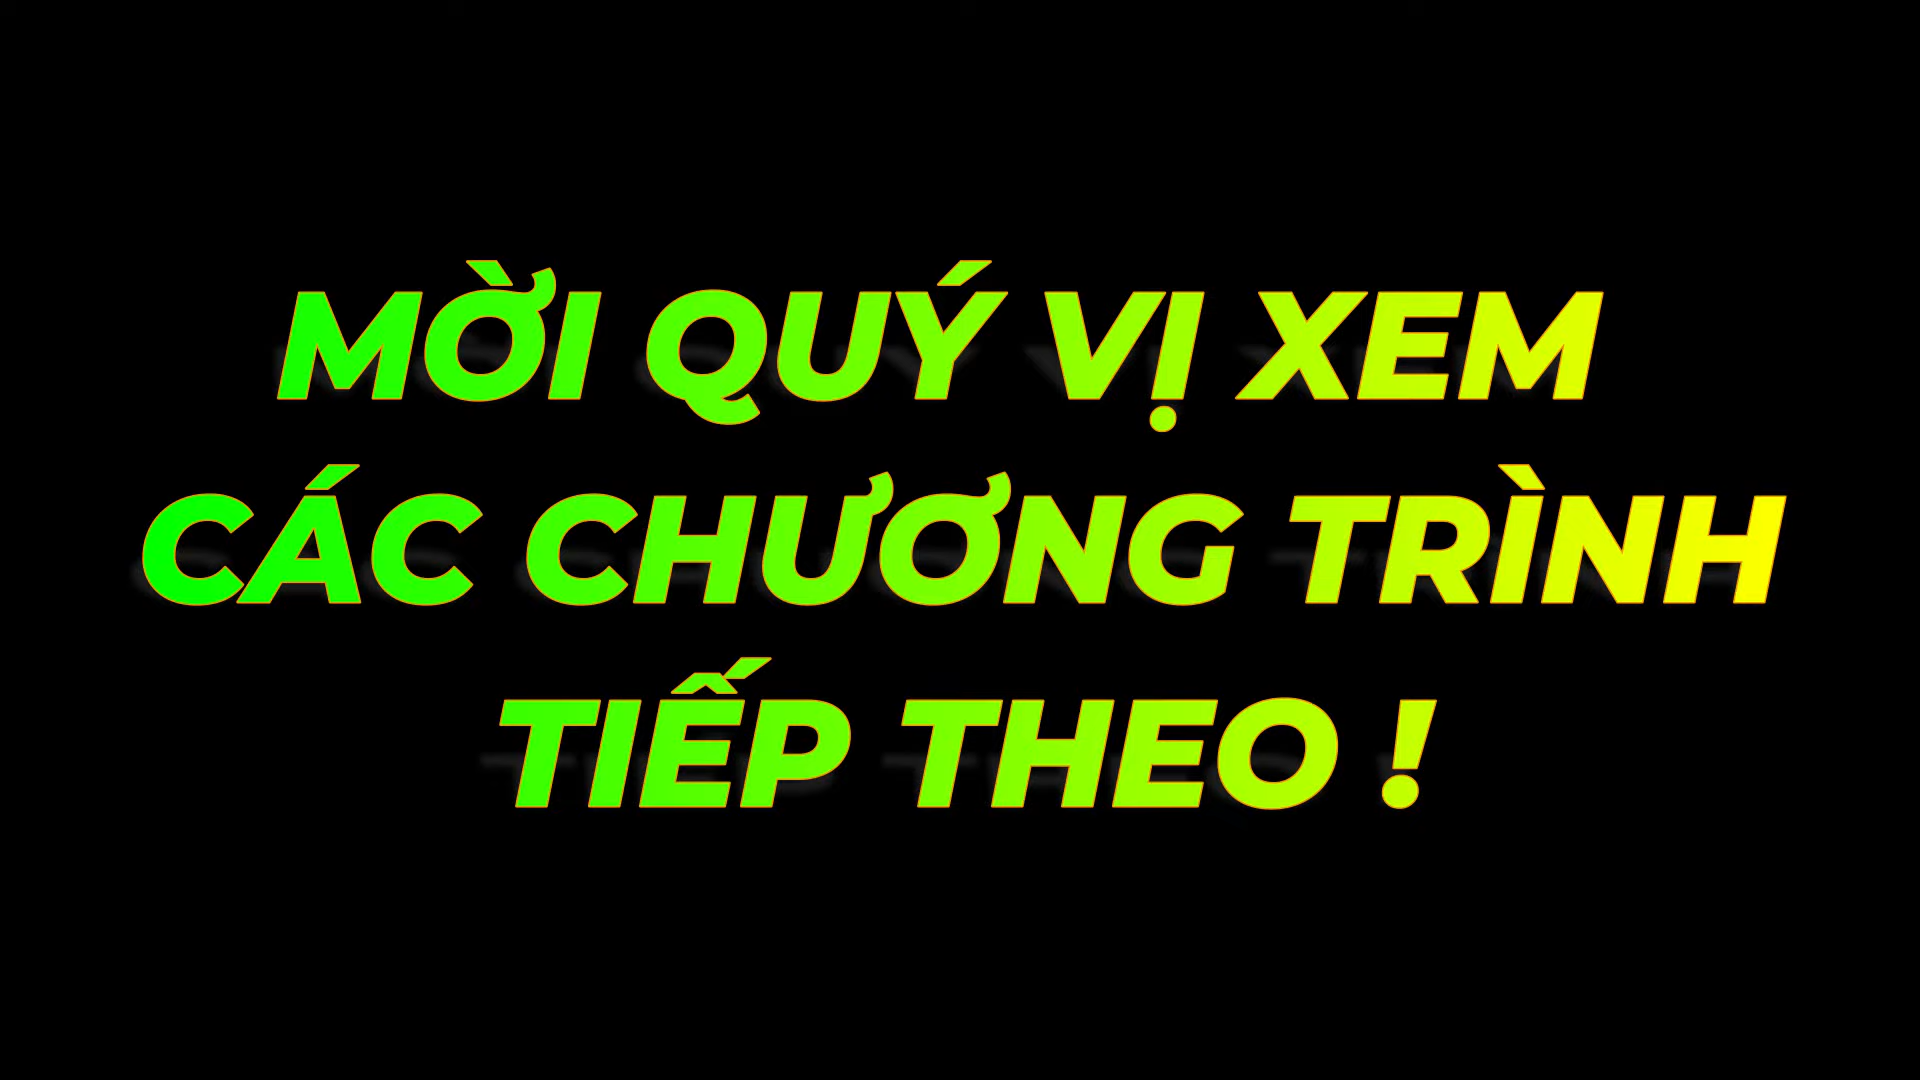 MỜI QUÝ VỊ XEM
CÁC CHƯƠNG TRÌNH
TIẾP THEO !